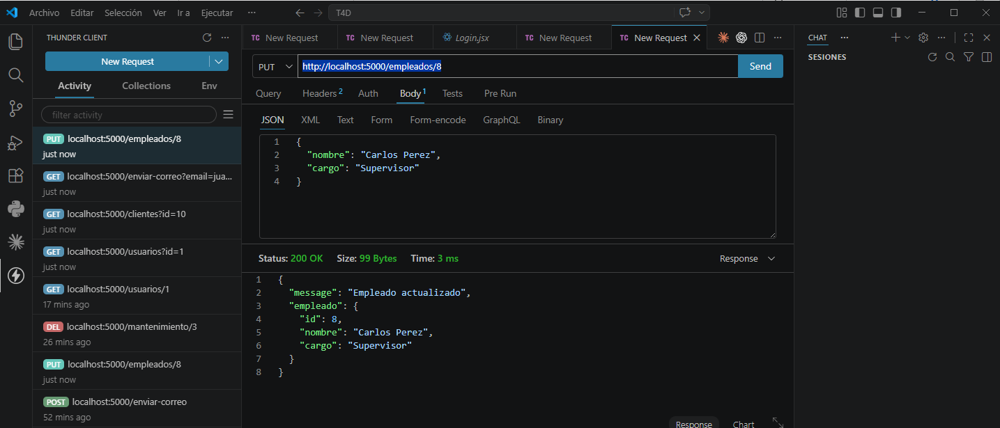 Archivo Editar Selección Ver Ir a Ejecutar ··· T4D
THUNDER CLIENT ···
New Request
Activity Collections Env
filter activity
PUT localhost:5000/empleados/8
just now
GET localhost:5000/enviar-correo?email=jua...
just now
GET localhost:5000/clientes?id=10
just now
GET localhost:5000/usuarios?id=1
just now
GET localhost:5000/usuarios/1
17 mins ago
DEL localhost:5000/mantenimiento/3
26 mins ago
PUT localhost:5000/empleados/8
just now
POST localhost:5000/enviar-correo
52 mins ago
TC New Request TC New Request Login.jsx TC New Request TC New Request ···
PUT http://localhost:5000/empleados/8 Send
Query Headers 2 Auth Body 1 Tests Pre Run
JSON XML Text Form Form-encode GraphQL Binary
1 {
2 "nombre": "Carlos Perez",
3 "cargo": "Supervisor"
4 }
Status: 200 OK Size: 99 Bytes Time: 3 ms Response
1 {
2 "message": "Empleado actualizado",
3 "empleado": {
4 "id": 8,
5 "nombre": "Carlos Perez",
6 "cargo": "Supervisor"
7 }
8 }
Response Chart
CHAT ··· ···
SESIONES